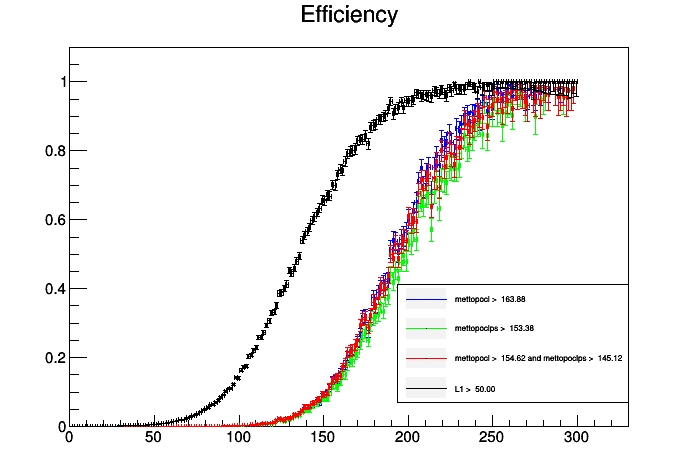 Efficiency
1
0.8
0.6
0.4
0.2
0
0 50 100 150 200 250 300
mettopocl > 163.88
mettopoclps > 153.38
mettopocl > 154.62 and mettopoclps > 145.12
L1 > 50.00